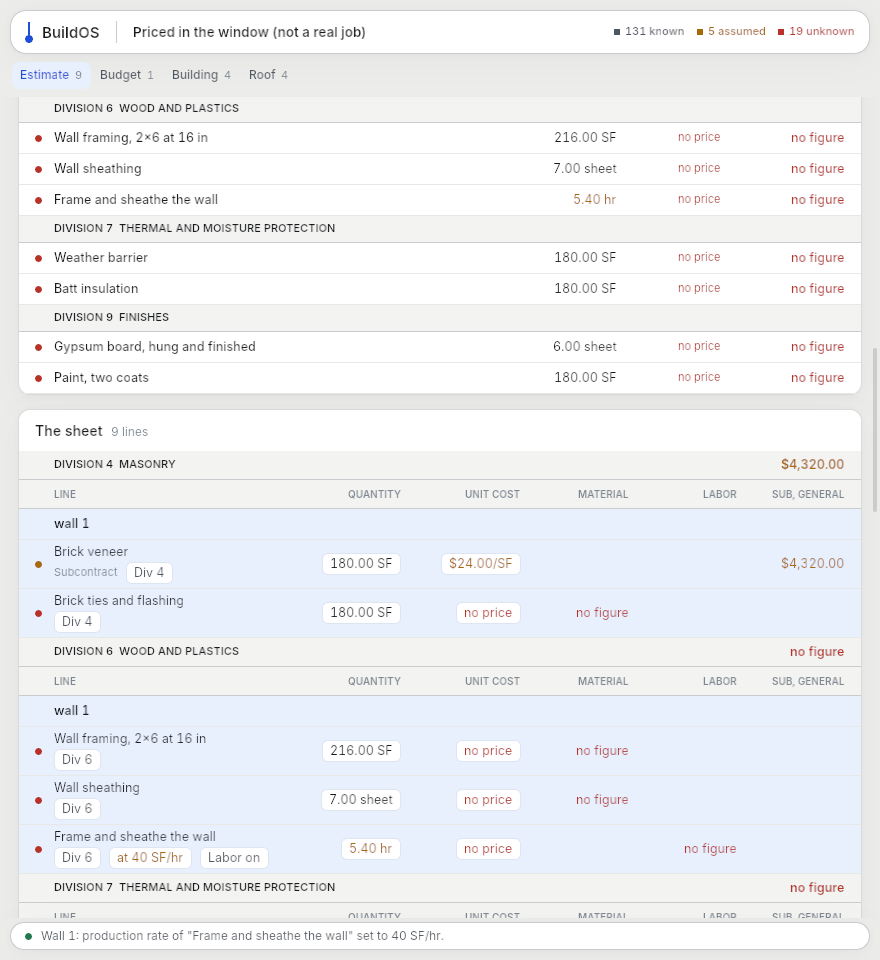 BuildOS Priced in the window (not a real job) 131 known 5 assumed 19 unknown
Estimate 9 Budget 1 Building 4 Roof 4
DIVISION 6 WOOD AND PLASTICS
Wall framing, 2×6 at 16 in 216.00 SF no price no figure
Wall sheathing 7.00 sheet no price no figure
Frame and sheathe the wall 5.40 hr no price no figure
DIVISION 7 THERMAL AND MOISTURE PROTECTION
Weather barrier 180.00 SF no price no figure
Batt insulation 180.00 SF no price no figure
DIVISION 9 FINISHES
Gypsum board, hung and finished 6.00 sheet no price no figure
Paint, two coats 180.00 SF no price no figure
The sheet 9 lines
DIVISION 4 MASONRY $4,320.00
LINE QUANTITY UNIT COST MATERIAL LABOR SUB, GENERAL
wall 1
Brick veneer
Subcontract Div 4 180.00 SF $24.00/SF $4,320.00
Brick ties and flashing
Div 4 180.00 SF no price no figure
DIVISION 6 WOOD AND PLASTICS no figure
LINE QUANTITY UNIT COST MATERIAL LABOR SUB, GENERAL
wall 1
Wall framing, 2×6 at 16 in
Div 6 216.00 SF no price no figure
Wall sheathing
Div 6 7.00 sheet no price no figure
Frame and sheathe the wall
Div 6 at 40 SF/hr Labor on 5.40 hr no price no figure
DIVISION 7 THERMAL AND MOISTURE PROTECTION no figure
LINE QUANTITY UNIT COST MATERIAL LABOR SUB, GENERAL
Wall 1: production rate of "Frame and sheathe the wall" set to 40 SF/hr.